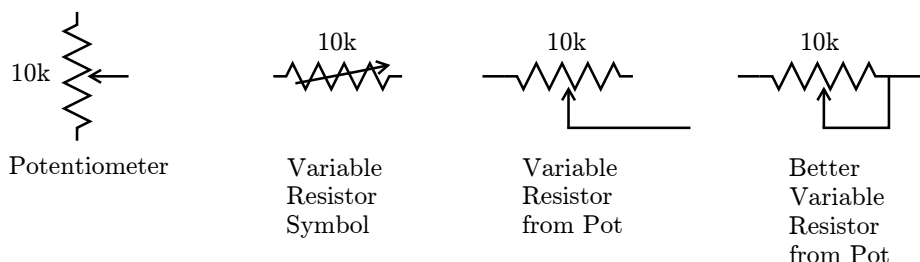 10k
Potentiometer
10k
Variable
Resistor
Symbol
10k
Variable
Resistor
from Pot
10k
Better
Variable
Resistor
from Pot